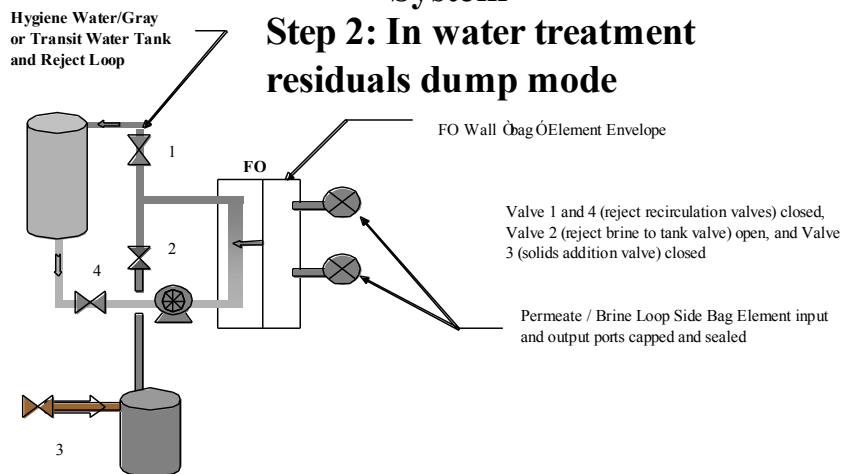 System
Hygiene Water/Gray
or Transit Water Tank
and Reject Loop
Step 2: In water treatment
residuals dump mode
FO Wall ÒbagÓ Element Envelope
1
FO
Valve 1 and 4 (reject recirculation valves) closed,
Valve 2 (reject brine to tank valve) open, and Valve
3 (solids addition valve) closed
2
4
Permeate / Brine Loop Side Bag Element input
and output ports capped and sealed
3